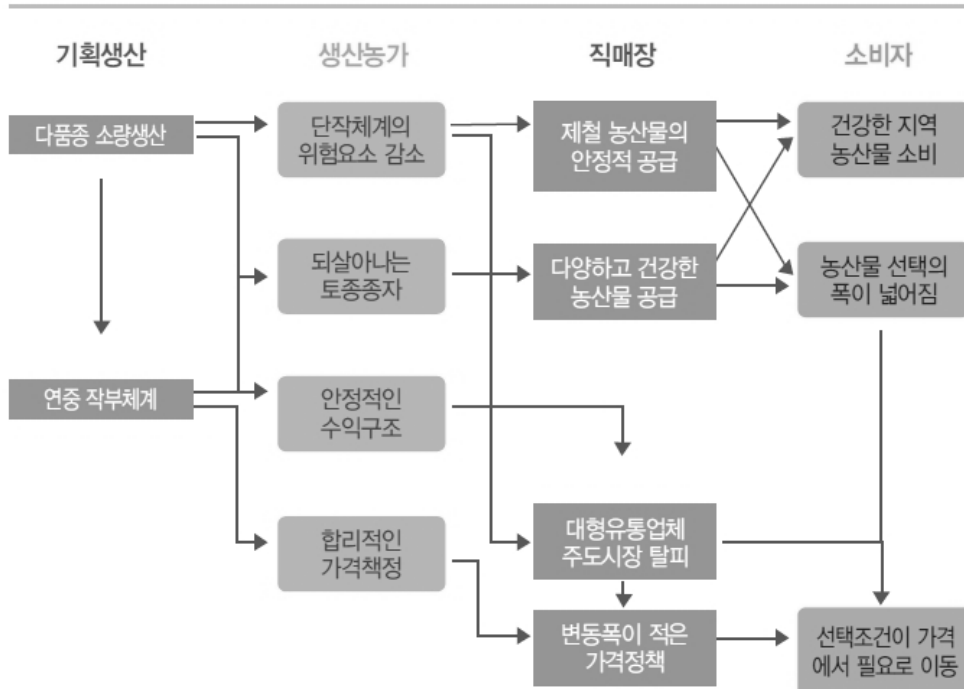 기획생산
생산농가
직매장
소비자
다품종 소량생산
단작체계의
위험요소 감소
제철 농산물의
안정적 공급
건강한 지역
농산물 소비
되살아나는
토종종자
다양하고 건강한
농산물 공급
농산물 선택의
폭이 넓어짐
연중 작부체계
안정적인
수익구조
합리적인
가격책정
대형유통업체
주도시장 탈피
변동폭이 적은
가격정책
선택조건이 가격
에서 필요로 이동